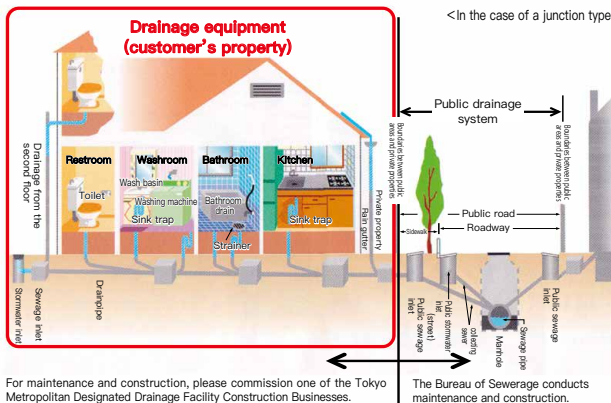 <In the case of a junction type
Drainage equipment
(customer's property)
Public drainage
system
Boundaries between public
areas and private properties
Boundaries between public
areas and private properties
Drainage from the
second floor
Restroom
Washroom
Bathroom
Kitchen
Toilet
Wash basin
Washing machine
Sink trap
Bathroom
drain
Strainer
Sink trap
Rain gutter
Private property
Public road
Sidewalk
Roadway
Stormwater inlet
Sewage inlet
Drainpipe
Public sewage
inlet
Public stormwater
(street)
inlet
collecting
sewer
Manhole
Sewage pipe
Public sewage
inlet
For maintenance and construction, please commission one of the Tokyo
Metropolitan Designated Drainage Facility Construction Businesses.
The Bureau of Sewerage conducts
maintenance and construction.